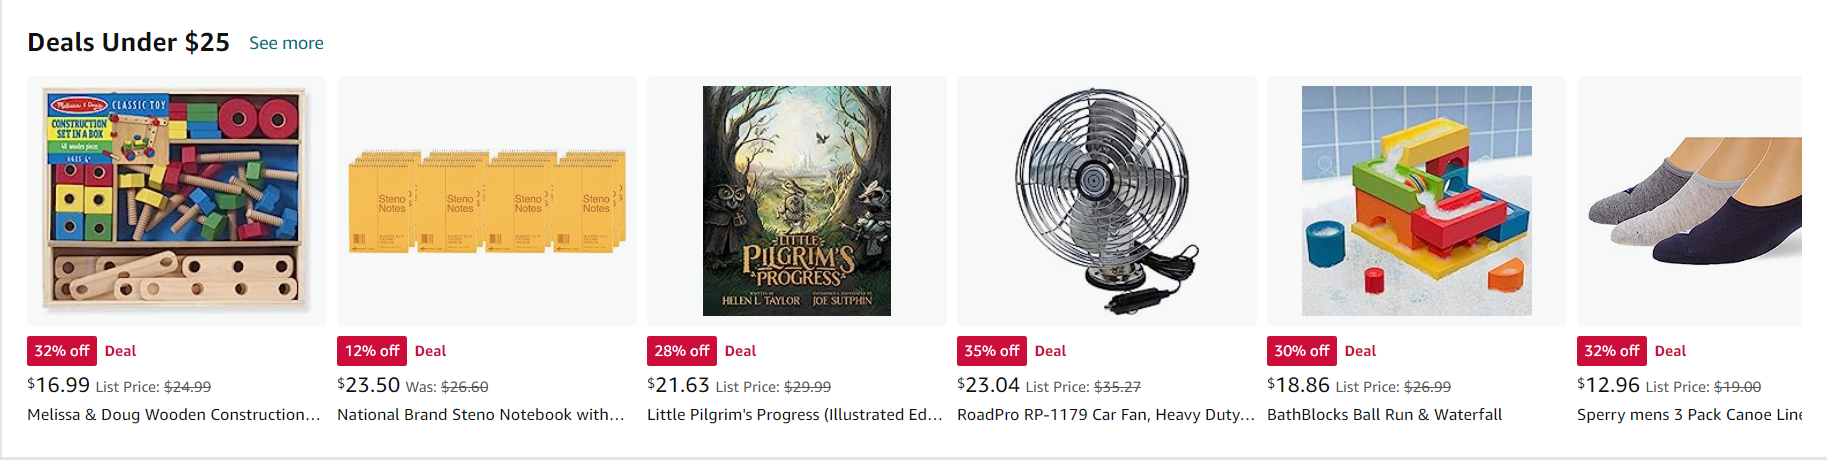 Deals Under $25 See more
Melissa & Doug CLASSIC TOY
CONSTRUCTION
SET IN A BOX
48 wooden pieces
AGES 4+
32% off Deal
$16.99 List Price: $24.99
Melissa & Doug Wooden Construction...
Steno
Notes
Steno
Notes
Steno
Notes
Steno
Notes
12% off Deal
$23.50 Was: $26.60
National Brand Steno Notebook with...
LITTLE
PILGRIM'S
PROGRESS
WRITTEN BY
HELEN L. TAYLOR
JOE SUTPHIN
28% off Deal
$21.63 List Price: $29.99
Little Pilgrim's Progress (Illustrated Ed...
35% off Deal
$23.04 List Price: $35.27
RoadPro RP-1179 Car Fan, Heavy Duty...
30% off Deal
$18.86 List Price: $26.99
BathBlocks Ball Run & Waterfall
32% off Deal
$12.96 List Price: $19.00
Sperry mens 3 Pack Canoe Line